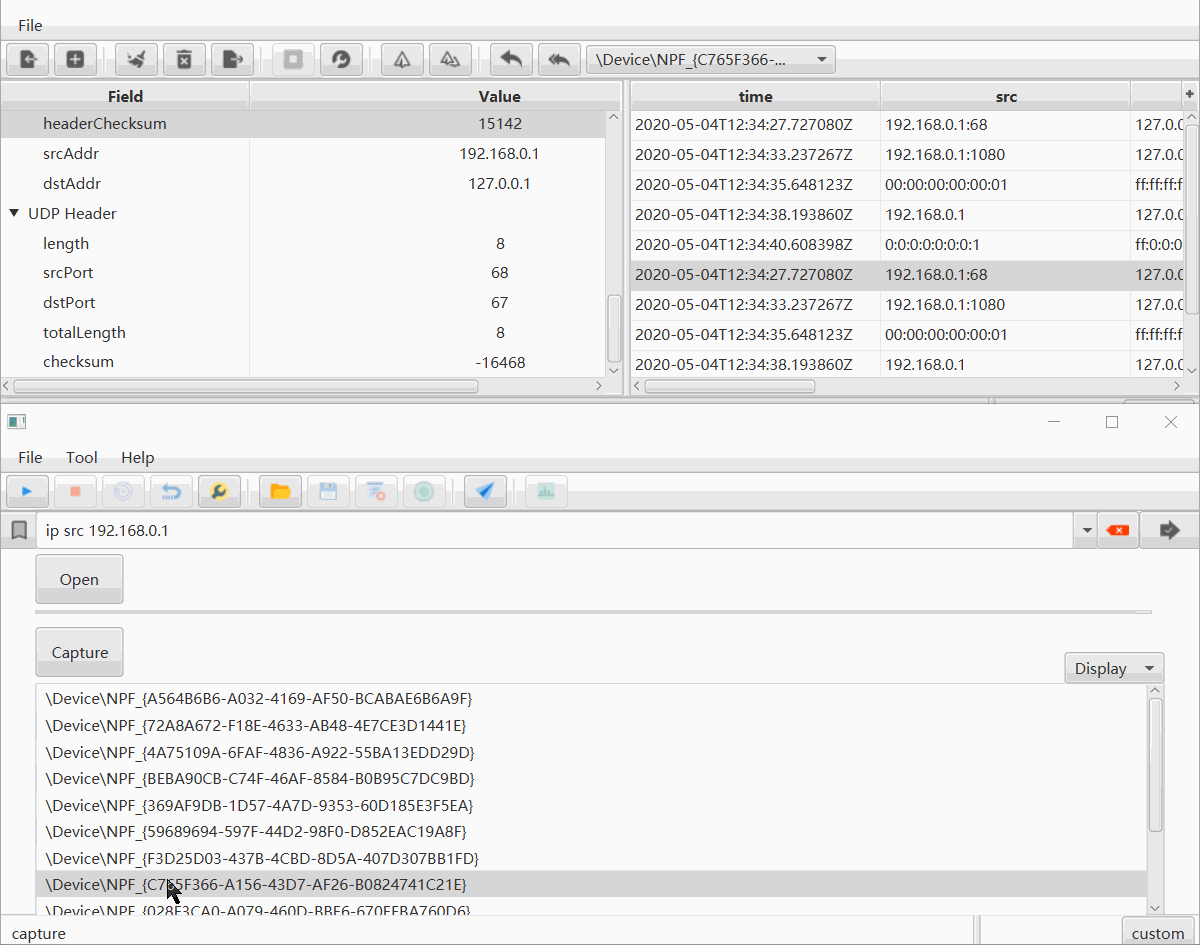 File
\Device\NPF_{C765F366-...
Field Value
headerChecksum 15142
srcAddr 192.168.0.1
dstAddr 127.0.0.1
UDP Header
length 8
srcPort 68
dstPort 67
totalLength 8
checksum -16468
time src
2020-05-04T12:34:27.727080Z 192.168.0.1:68 127.0.0
2020-05-04T12:34:33.237267Z 192.168.0.1:1080 127.0.0
2020-05-04T12:34:35.648123Z 00:00:00:00:00:01 ff:ff:ff:f
2020-05-04T12:34:38.193860Z 192.168.0.1 127.0.0
2020-05-04T12:34:40.608398Z 0:0:0:0:0:0:0:1 ff:0:0:0
2020-05-04T12:34:27.727080Z 192.168.0.1:68 127.0.0
2020-05-04T12:34:33.237267Z 192.168.0.1:1080 127.0.0
2020-05-04T12:34:35.648123Z 00:00:00:00:00:01 ff:ff:ff:f
2020-05-04T12:34:38.193860Z 192.168.0.1 127.0.0
File Tool Help
ip src 192.168.0.1
Open
Capture
Display
\Device\NPF_{A564B6B6-A032-4169-AF50-BCABAE6B6A9F}
\Device\NPF_{72A8A672-F18E-4633-AB48-4E7CE3D1441E}
\Device\NPF_{4A75109A-6FAF-4836-A922-55BA13EDD29D}
\Device\NPF_{BEBA90CB-C74F-46AF-8584-B0B95C7DC9BD}
\Device\NPF_{369AF9DB-1D57-4A7D-9353-60D185E3F5EA}
\Device\NPF_{59689694-597F-44D2-98F0-D852EAC19A8F}
\Device\NPF_{F3D25D03-437B-4CBD-8D5A-407D307BB1FD}
\Device\NPF_{C765F366-A156-43D7-AF26-B0824741C21E}
\Device\NPF_{028F3CA0-A079-460D-BBF6-670FFBA760D6}
capture custom